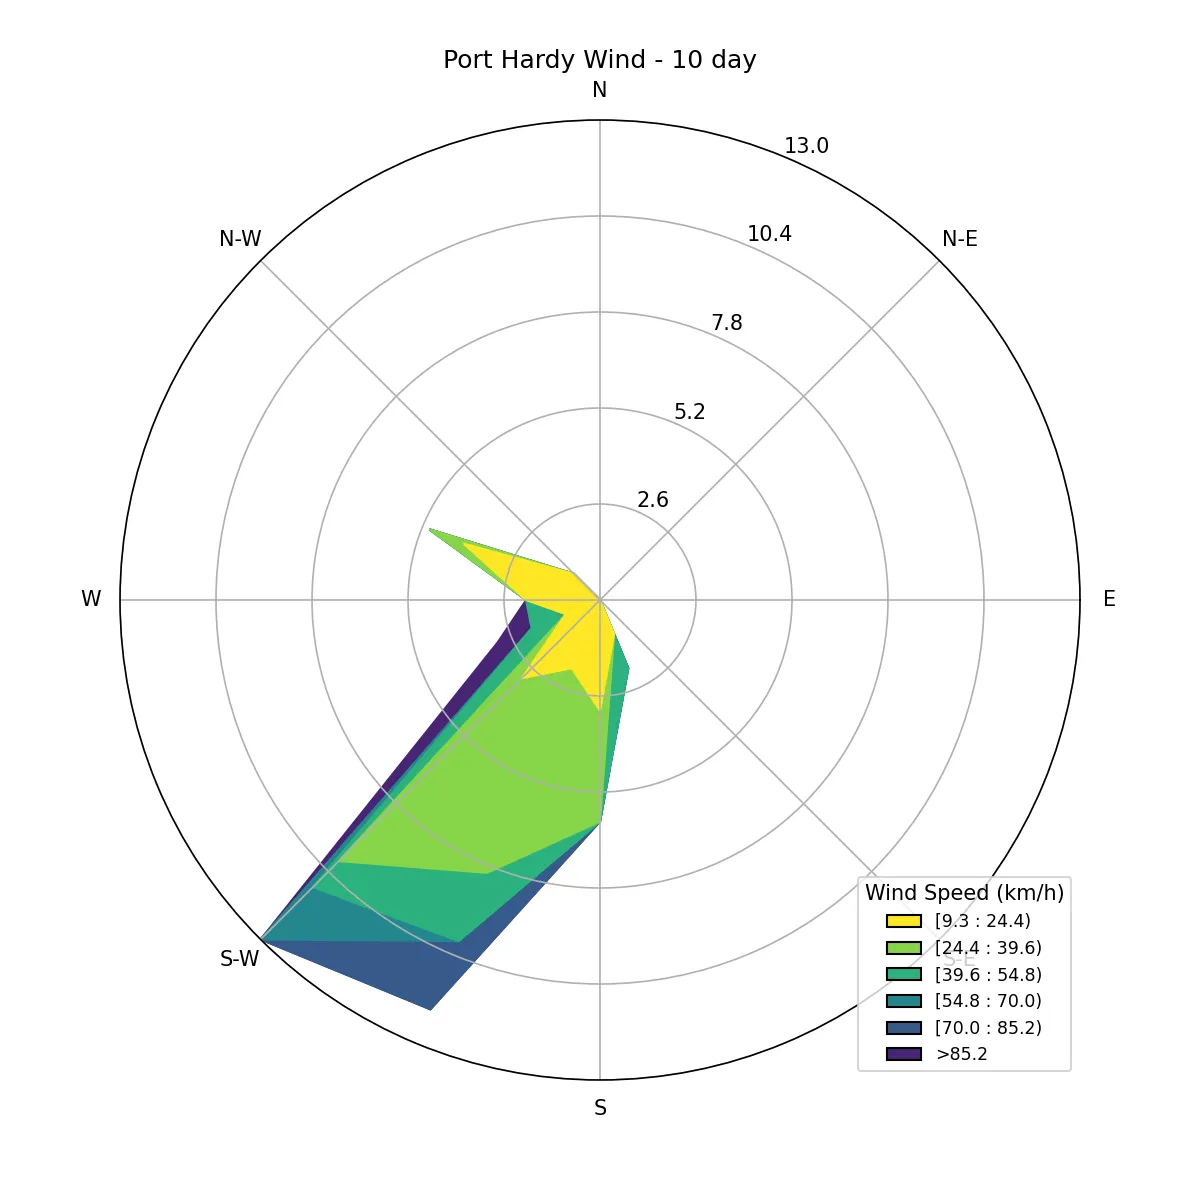 Port Hardy Wind - 10 day
N
13.0
N-W
N-E
10.4
7.8
5.2
2.6
W
E
Wind Speed (km/h)
[9.3 : 24.4)
[24.4 : 39.6)
S-W
S-E
[39.6 : 54.8)
[54.8 : 70.0)
[70.0 : 85.2)
>85.2
S